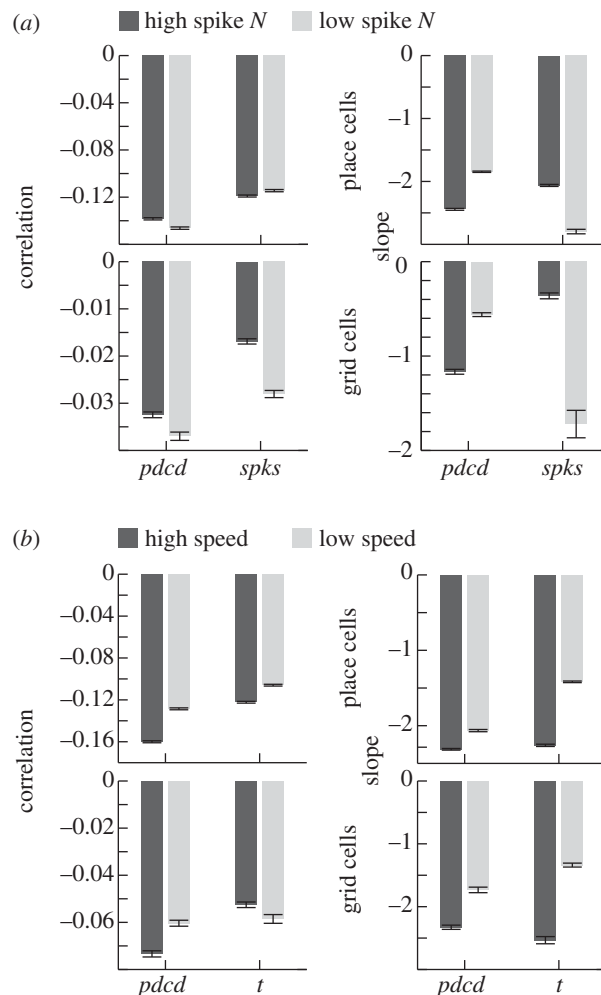 (a) high spike N low spike N
0
–0.04
–0.08
–0.12
correlation
0
–0.01
–0.02
–0.03
pdcd spks
0
–1
–2
place cells
slope
0
–1
–2
grid cells
pdcd spks
(b) high speed low speed
0
–0.04
–0.08
–0.12
–0.16
correlation
0
–0.02
–0.04
–0.06
pdcd t
0
–1
–2
place cells
slope
0
–1
–2
grid cells
pdcd t